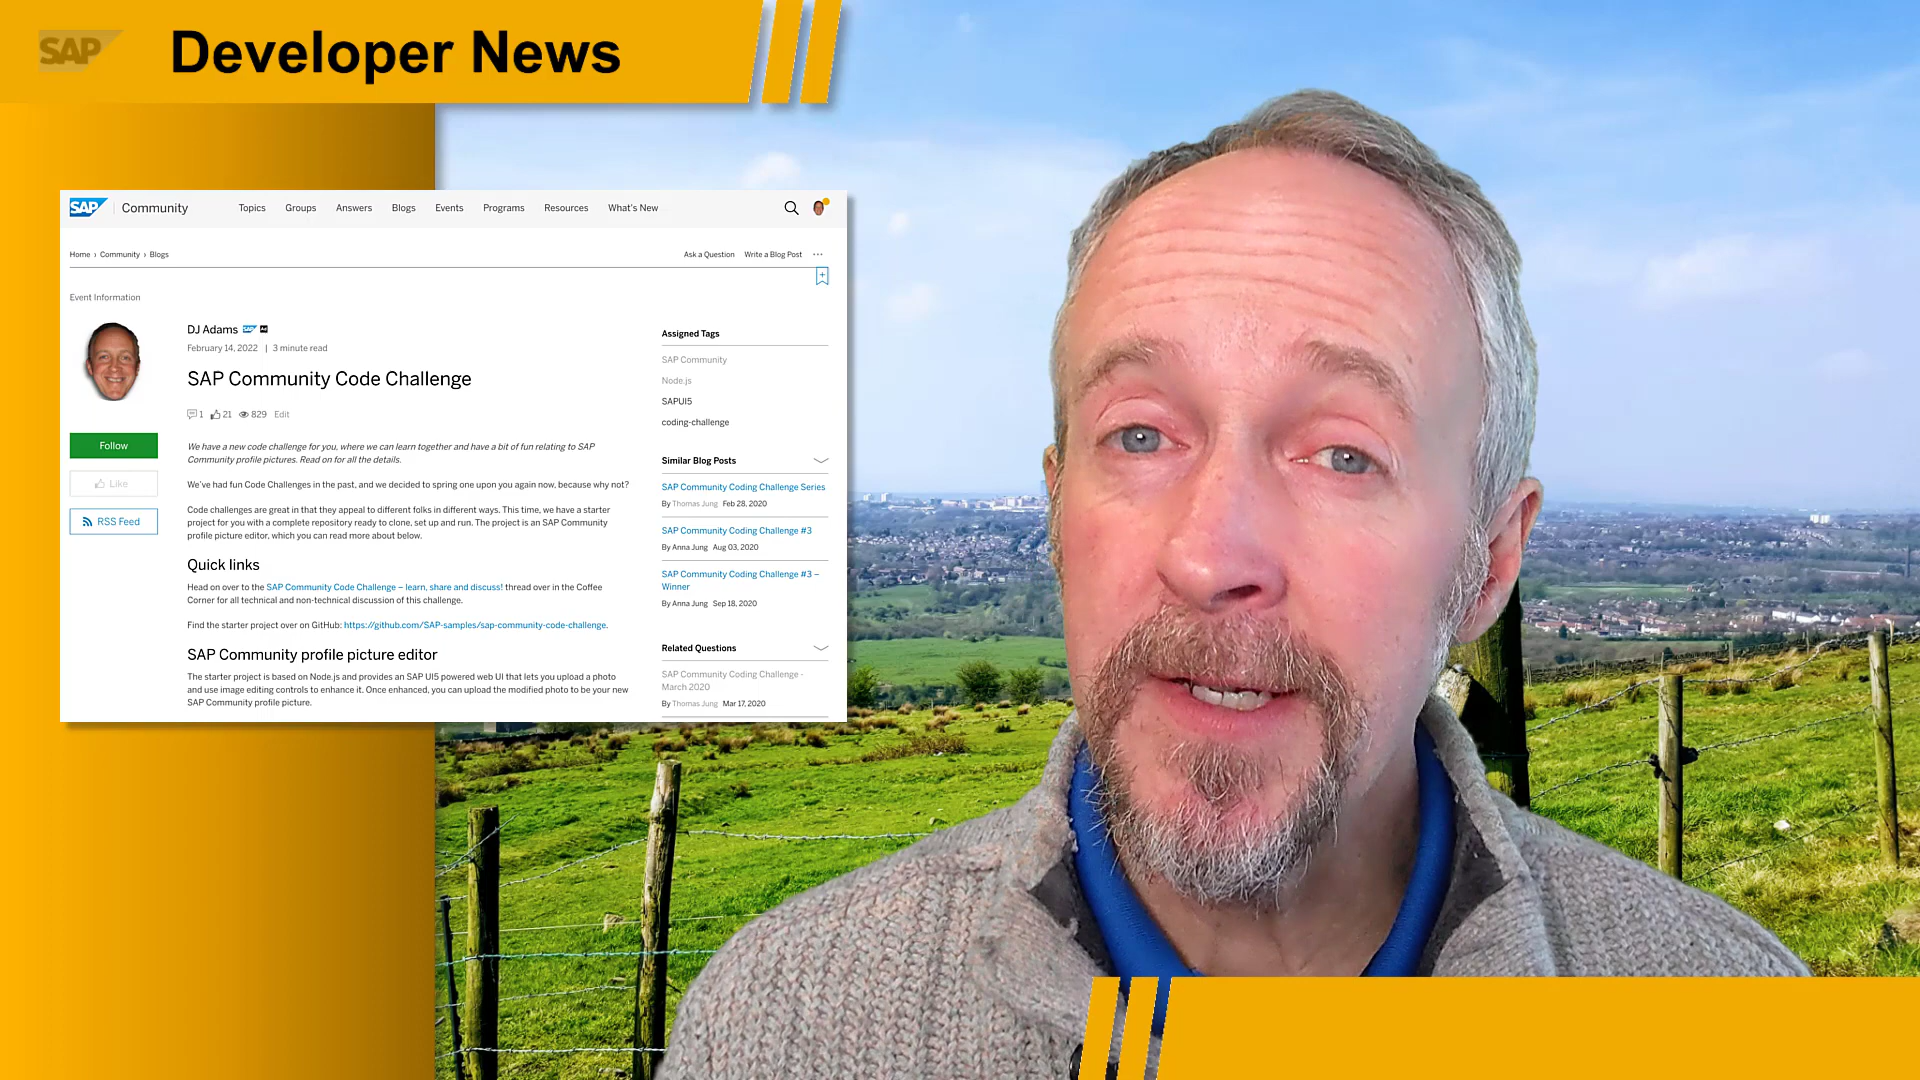 SAP Developer News
SAP Community Topics Groups Answers Blogs Events Programs Resources What's New
Home › Community › Blogs
Ask a Question Write a Blog Post ...
Event Information
DJ Adams SAP
February 14, 2022 | 3 minute read
SAP Community Code Challenge
1 21 829 Edit
Follow
Like
RSS Feed
We have a new code challenge for you, where we can learn together and have a bit of fun relating to SAP
Community profile pictures. Read on for all the details.
We've had fun Code Challenges in the past, and we decided to spring one upon you again now, because why not?
Code challenges are great in that they appeal to different folks in different ways. This time, we have a starter
project for you with a complete repository ready to clone, set up and run. The project is an SAP Community
profile picture editor, which you can read more about below.
Quick links
Head on over to the SAP Community Code Challenge – learn, share and discuss! thread over in the Coffee
Corner for all technical and non-technical discussion of this challenge.
Find the starter project over on GitHub: https://github.com/SAP-samples/sap-community-code-challenge.
SAP Community profile picture editor
The starter project is based on Node.js and provides an SAP UI5 powered web UI that lets you upload a photo
and use image editing controls to enhance it. Once enhanced, you can upload the modified photo to be your new
SAP Community profile picture.
Assigned Tags
SAP Community
Node.js
SAPUI5
coding-challenge
Similar Blog Posts
SAP Community Coding Challenge Series
By Thomas Jung Feb 28, 2020
SAP Community Coding Challenge #3
By Anna Jung Aug 03, 2020
SAP Community Coding Challenge #3 –
Winner
By Anna Jung Sep 18, 2020
Related Questions
SAP Community Coding Challenge -
March 2020
By Thomas Jung Mar 17, 2020